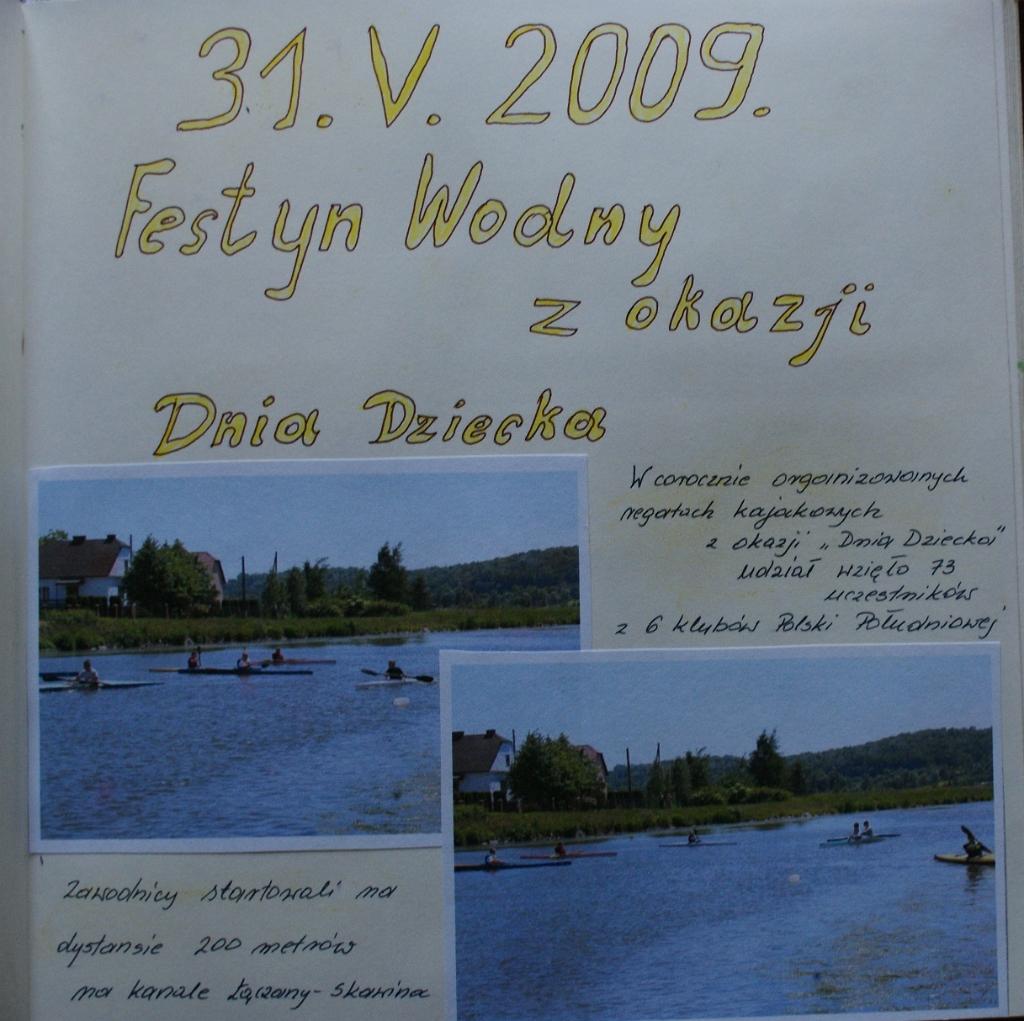 31. V. 2009.
Festyn Wodny
z okazji
Dnia Dziecka
W corocznie organizowanych
regatach kajakowych
z okazji „Dnia Dziecka"
udział wzięło 73
uczestników
z 6 klubów Polski Południowej
Zawodnicy startowali na
dystansie 200 metrów
na kanale Łączany-Skawina